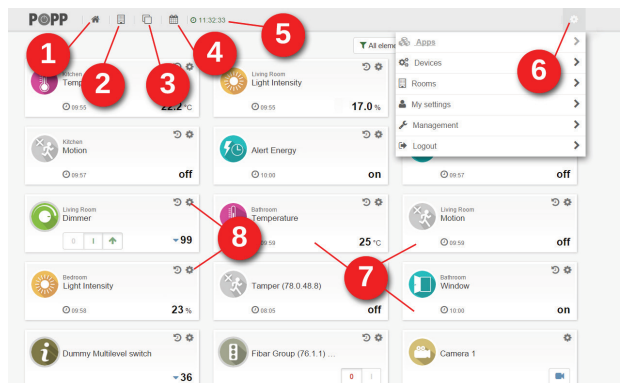 POPP
11:32:33
1
2
3
4
5
6
All eleme
Apps
Devices
Rooms
My settings
Management
Logout
Kitchen
Temp
09:55
22.2 °C
Living Room
Light Intensity
09:55
17.0 %
Kitchen
Motion
09:57
off
Alert Energy
10:00
on
09:57
off
Living Room
Dimmer
0
I
99
8
Bathroom
Temperature
09:59
25 °C
7
Living Room
Motion
09:59
off
Bedroom
Light Intensity
09:58
23 %
Tamper (78.0.48.8)
08:05
off
Bathroom
Window
10:00
on
Dummy Multilevel switch
36
Fibar Group (76.1.1) ...
0
I
Camera 1